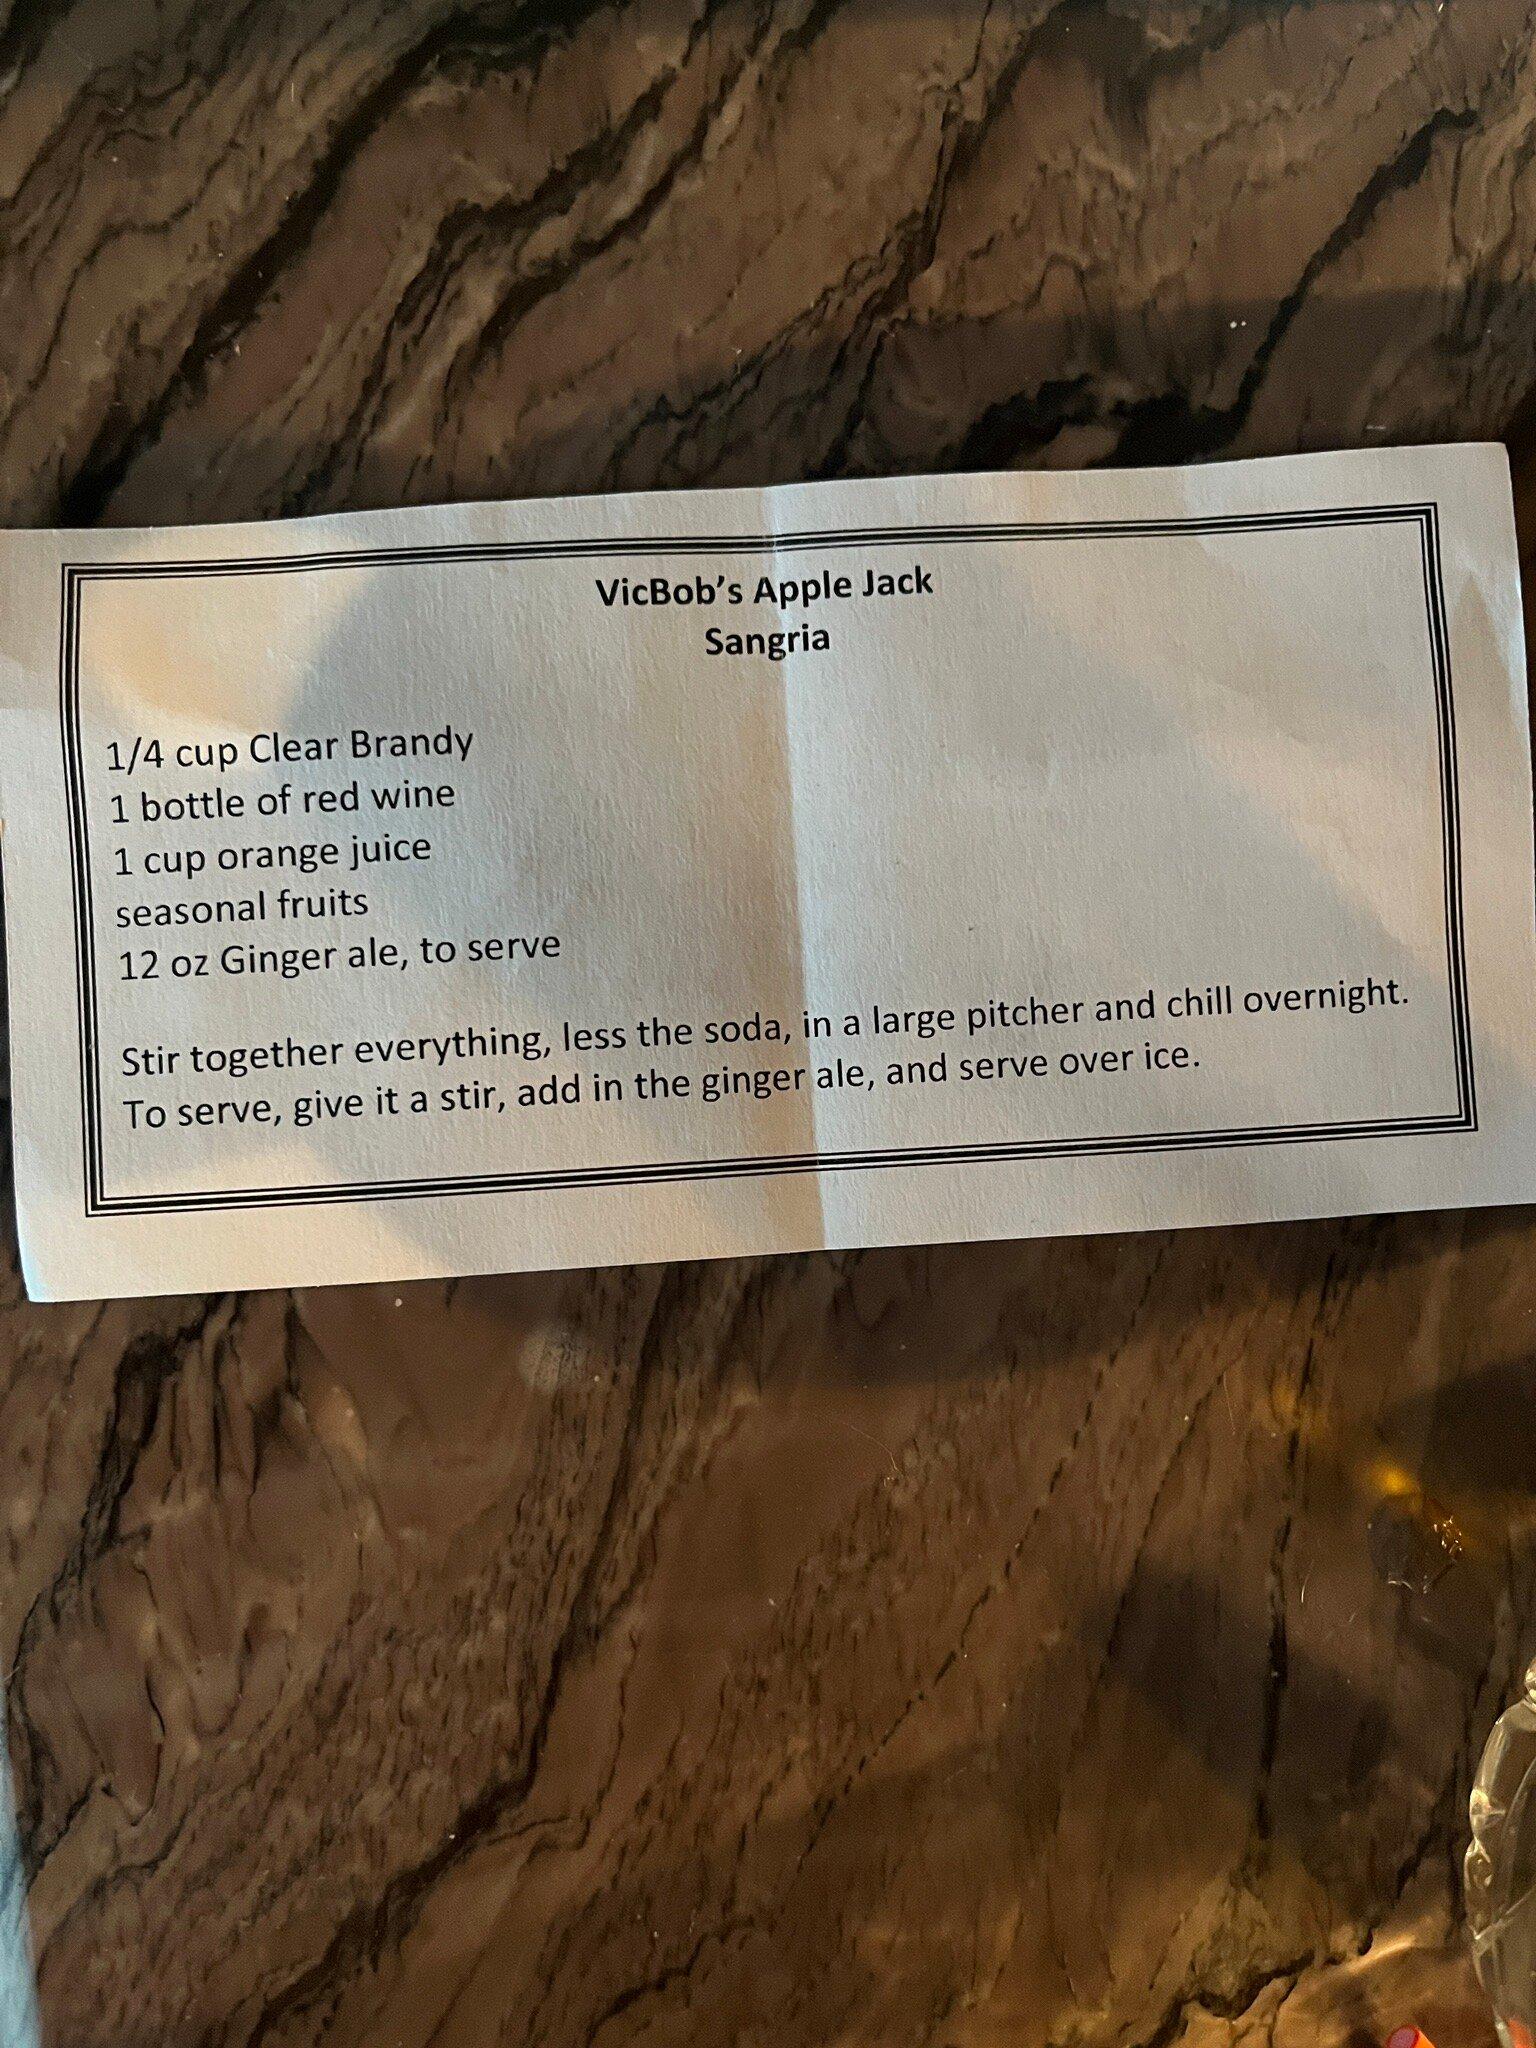 VicBob’s Apple Jack
Sangria
1/4 cup Clear Brandy
1 bottle of red wine
1 cup orange juice
seasonal fruits
12 oz Ginger ale, to serve
Stir together everything, less the soda, in a large pitcher and chill overnight.
To serve, give it a stir, add in the ginger ale, and serve over ice.